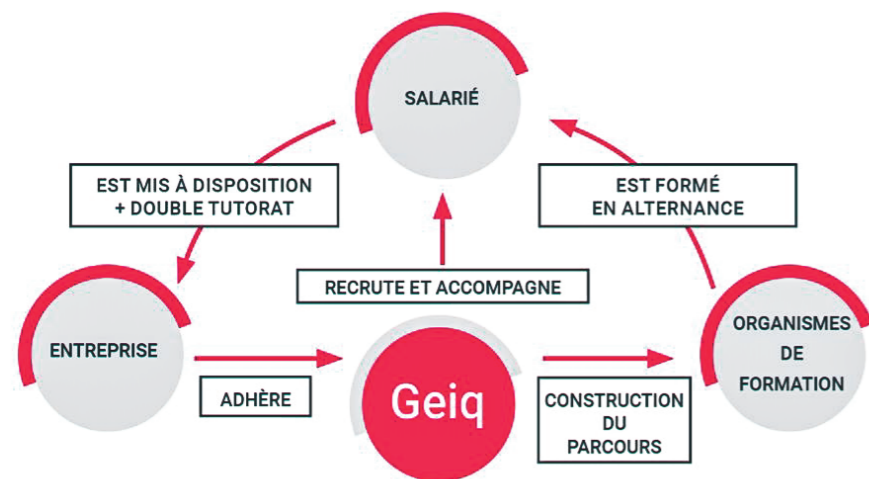 SALARIÉ
EST MIS À DISPOSITION
+ DOUBLE TUTORAT
EST FORMÉ
EN ALTERNANCE
RECRUTE ET ACCOMPAGNE
ENTREPRISE
ADHÈRE
Geiq
CONSTRUCTION
DU
PARCOURS
ORGANISMES
DE
FORMATION